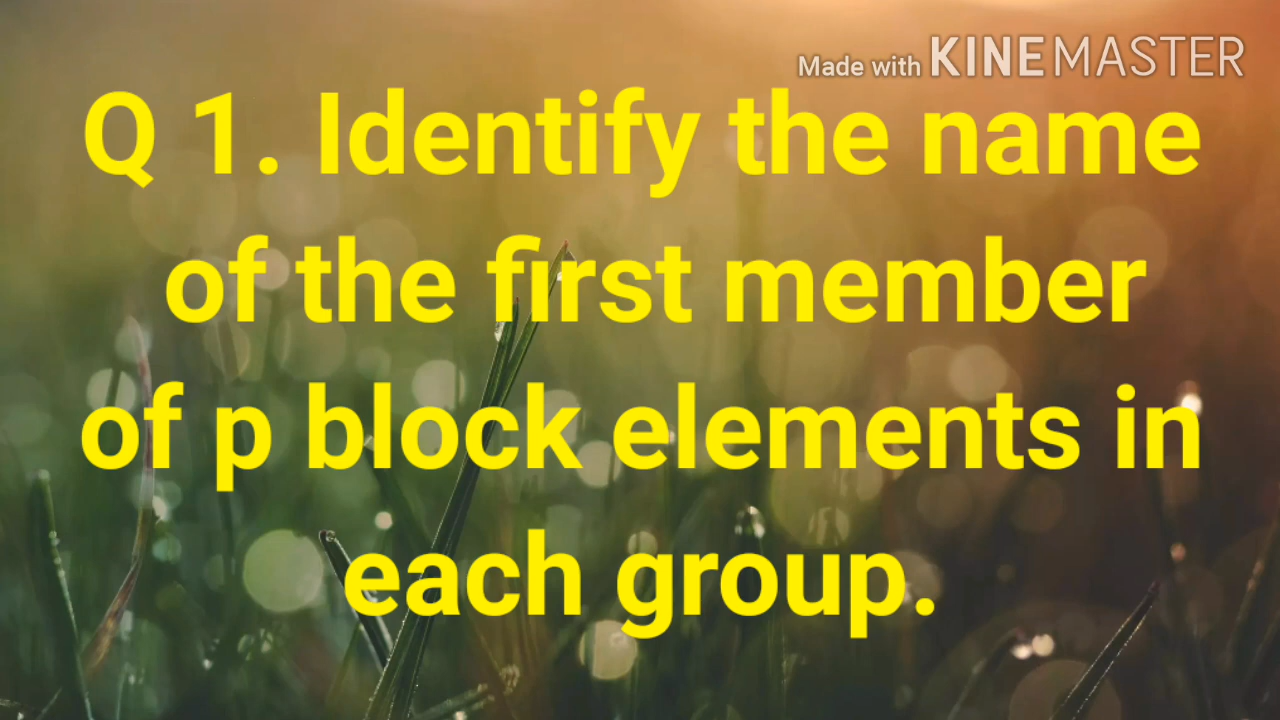 Made with KINEMASTER
Q 1. Identify the name
of the first member
of p block elements in
each group.